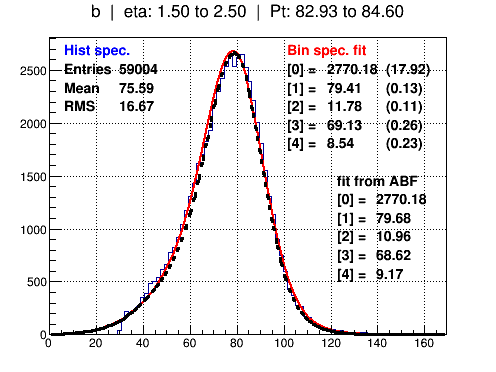 b | eta: 1.50 to 2.50 | Pt: 82.93 to 84.60
Hist spec.
Entries 59004
Mean 75.59
RMS 16.67
Bin spec. fit
[0] = 2770.18 (17.92)
[1] = 79.41 (0.13)
[2] = 11.78 (0.11)
[3] = 69.13 (0.26)
[4] = 8.54 (0.23)
fit from ABF
[0] = 2770.18
[1] = 79.68
[2] = 10.96
[3] = 68.62
[4] = 9.17
2500
2000
1500
1000
500
0
0 20 40 60 80 100 120 140 160